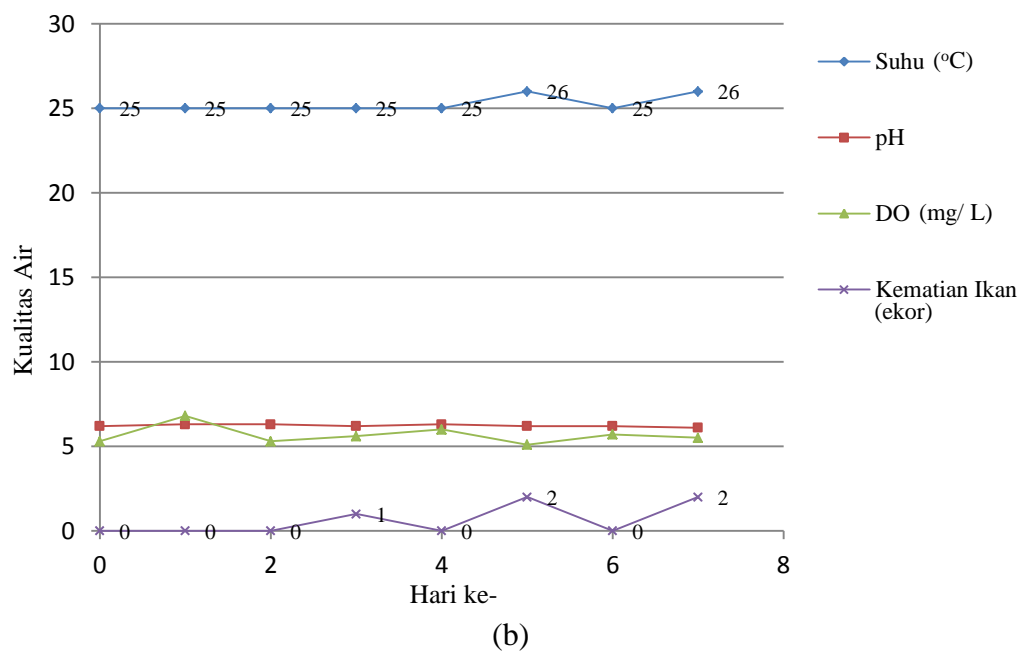 30
25
20
15
10
5
0
Kualitas Air
25 25 25 25 25 26 25 26
0 0 0 1 0 2 0 2
0 2 4 6 8
Hari ke-
Suhu (ᵒC)
pH
DO (mg/ L)
Kematian Ikan
(ekor)
(b)